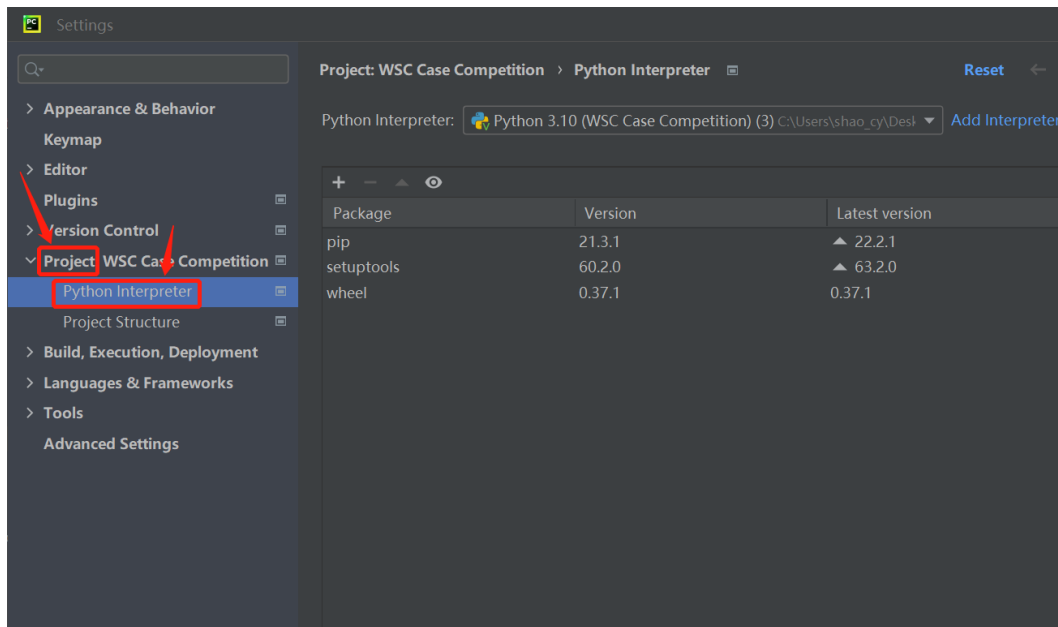 Settings
Project: WSC Case Competition › Python Interpreter
Reset
Appearance & Behavior
Keymap
Editor
Plugins
Version Control
Project: WSC Case Competition
Python Interpreter
Project Structure
Build, Execution, Deployment
Languages & Frameworks
Tools
Advanced Settings
Python Interpreter: Python 3.10 (WSC Case Competition) (3) C:\Users\shao_cy\Desk Add Interpreter
Package Version Latest version
pip 21.3.1 22.2.1
setuptools 60.2.0 63.2.0
wheel 0.37.1 0.37.1